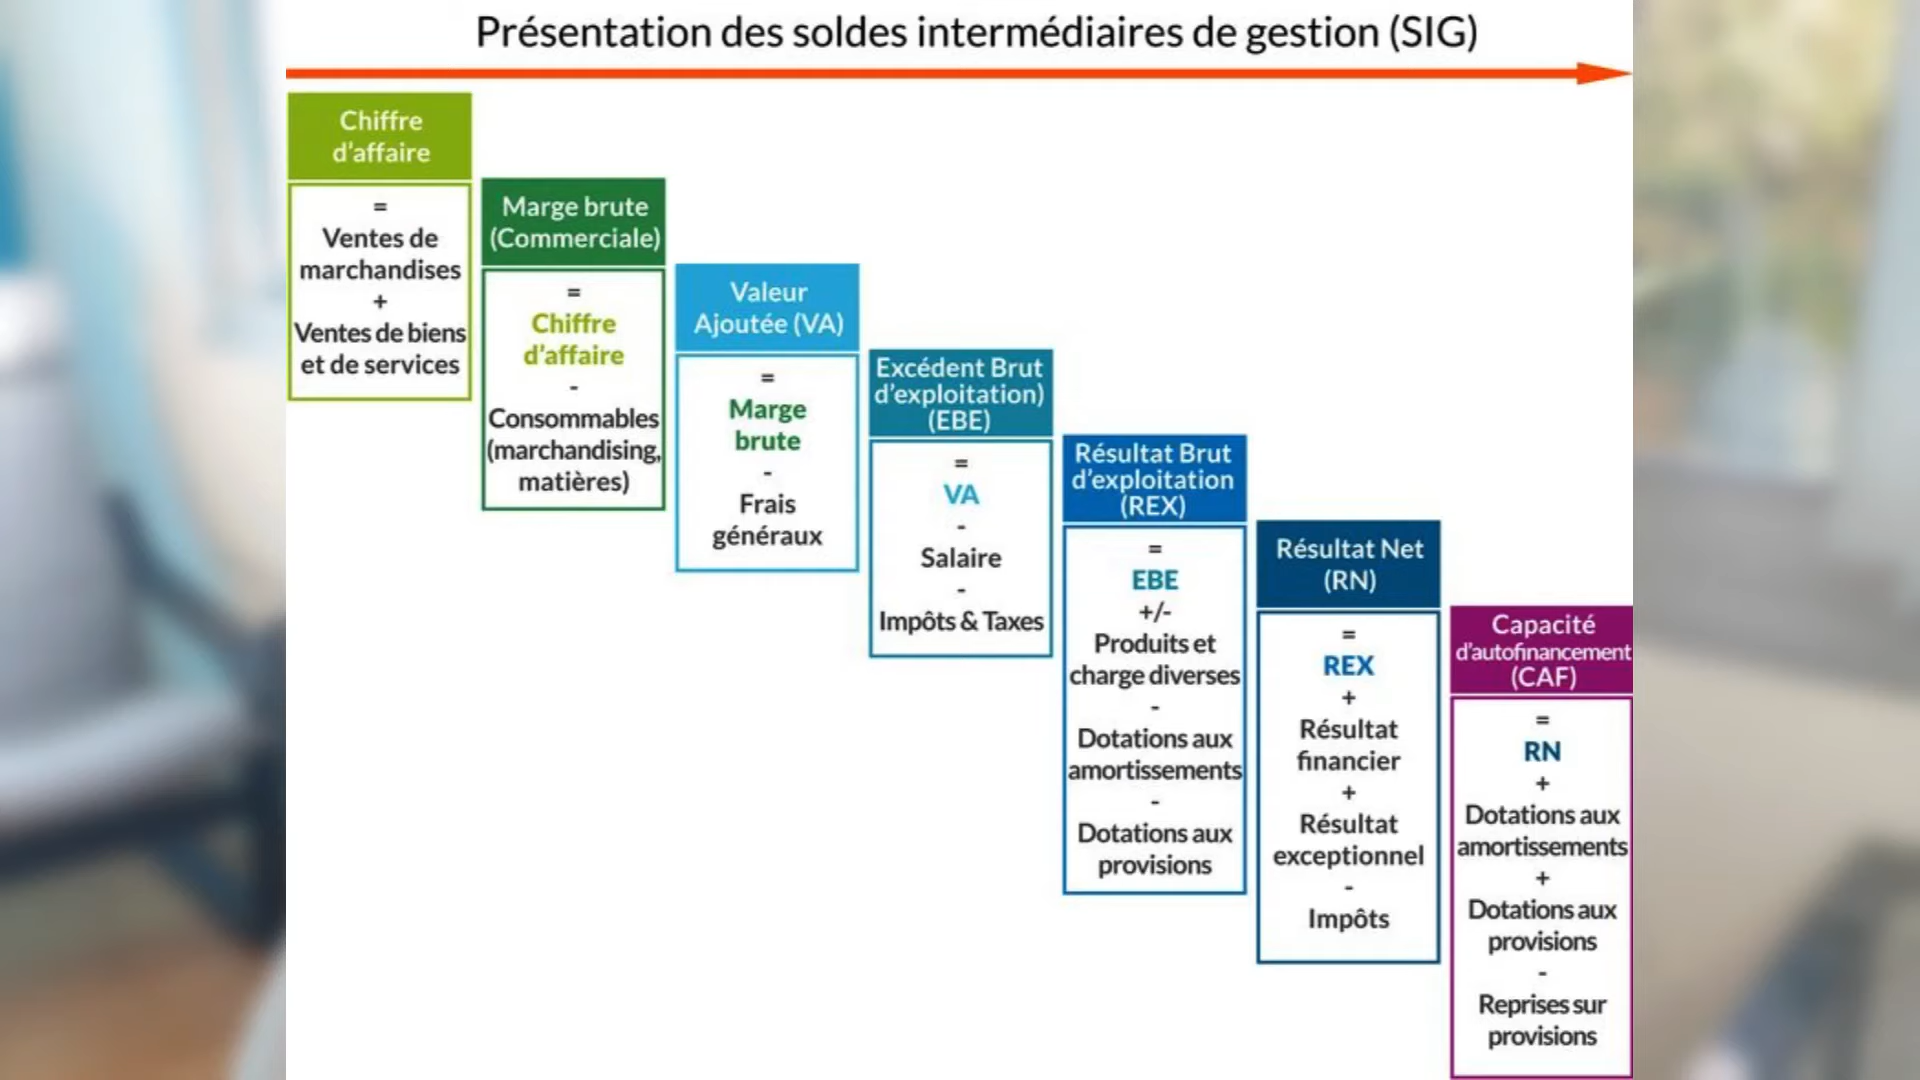 Présentation des soldes intermédiaires de gestion (SIG)
Chiffre
d'affaire
=
Ventes de
marchandises
+
Ventes de biens
et de services
Marge brute
(Commerciale)
=
Chiffre
d'affaire
-
Consommables
(marchandising,
matières)
Valeur
Ajoutée (VA)
=
Marge
brute
-
Frais
généraux
Excédent Brut
d'exploitation)
(EBE)
=
VA
-
Salaire
-
Impôts & Taxes
Résultat Brut
d'exploitation
(REX)
=
EBE
+/-
Produits et
charge diverses
-
Dotations aux
amortissements
-
Dotations aux
provisions
Résultat Net
(RN)
=
REX
+
Résultat
financier
+
Résultat
exceptionnel
-
Impôts
Capacité
d'autofinancement
(CAF)
=
RN
+
Dotations aux
amortissements
+
Dotations aux
provisions
-
Reprises sur
provisions